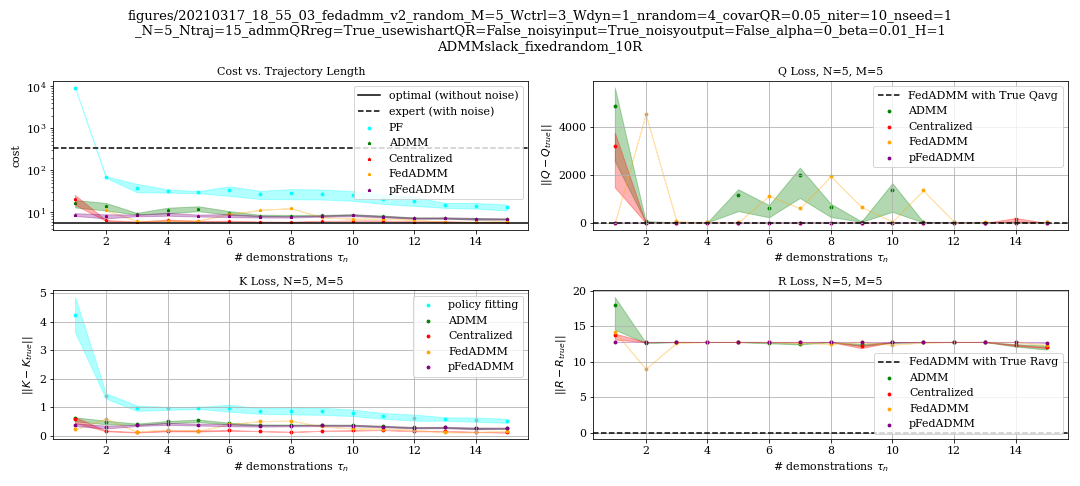 figures/20210317_18_55_03_fedadmm_v2_random_M=5_Wctrl=3_Wdyn=1_nrandom=4_covarQR=0.05_niter=10_nseed=1
_N=5_Ntraj=15_admmQRreg=True_usewishartQR=False_noisyinput=True_noisyoutput=False_alpha=0_beta=0.01_H=1
ADMMslack_fixedrandom_10R
Cost vs. Trajectory Length
10⁴
10³
10²
10¹
cost
optimal (without noise)
expert (with noise)
PF
ADMM
Centralized
FedADMM
pFedADMM
2 4 6 8 10 12 14
# demonstrations τₙ
Q Loss, N=5, M=5
4000
2000
0
||Q − Q_true||
FedADMM with True Qavg
ADMM
Centralized
FedADMM
pFedADMM
2 4 6 8 10 12 14
# demonstrations τₙ
K Loss, N=5, M=5
5
4
3
2
1
0
||K − K_true||
policy fitting
ADMM
Centralized
FedADMM
pFedADMM
2 4 6 8 10 12 14
# demonstrations τₙ
R Loss, N=5, M=5
20
15
10
5
0
||R − R_true||
FedADMM with True Ravg
ADMM
Centralized
FedADMM
pFedADMM
2 4 6 8 10 12 14
# demonstrations τₙ